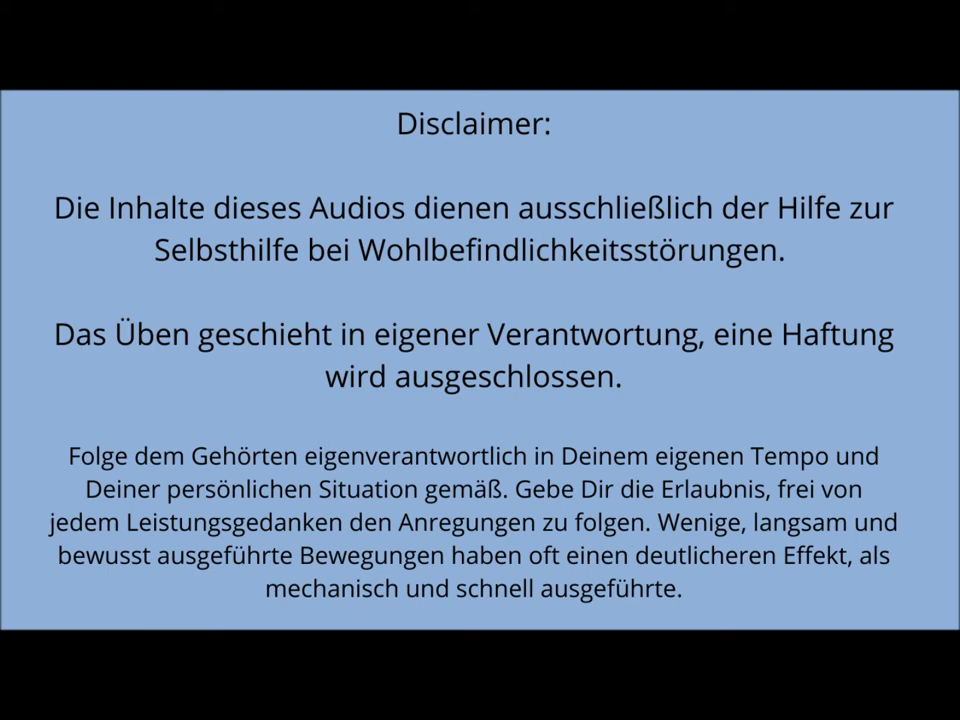 Disclaimer:
Die Inhalte dieses Audios dienen ausschließlich der Hilfe zur
Selbsthilfe bei Wohlbefindlichkeitsstörungen.
Das Üben geschieht in eigener Verantwortung, eine Haftung
wird ausgeschlossen.
Folge dem Gehörten eigenverantwortlich in Deinem eigenen Tempo und
Deiner persönlichen Situation gemäß. Gebe Dir die Erlaubnis, frei von
jedem Leistungsgedanken den Anregungen zu folgen. Wenige, langsam und
bewusst ausgeführte Bewegungen haben oft einen deutlicheren Effekt, als
mechanisch und schnell ausgeführte.